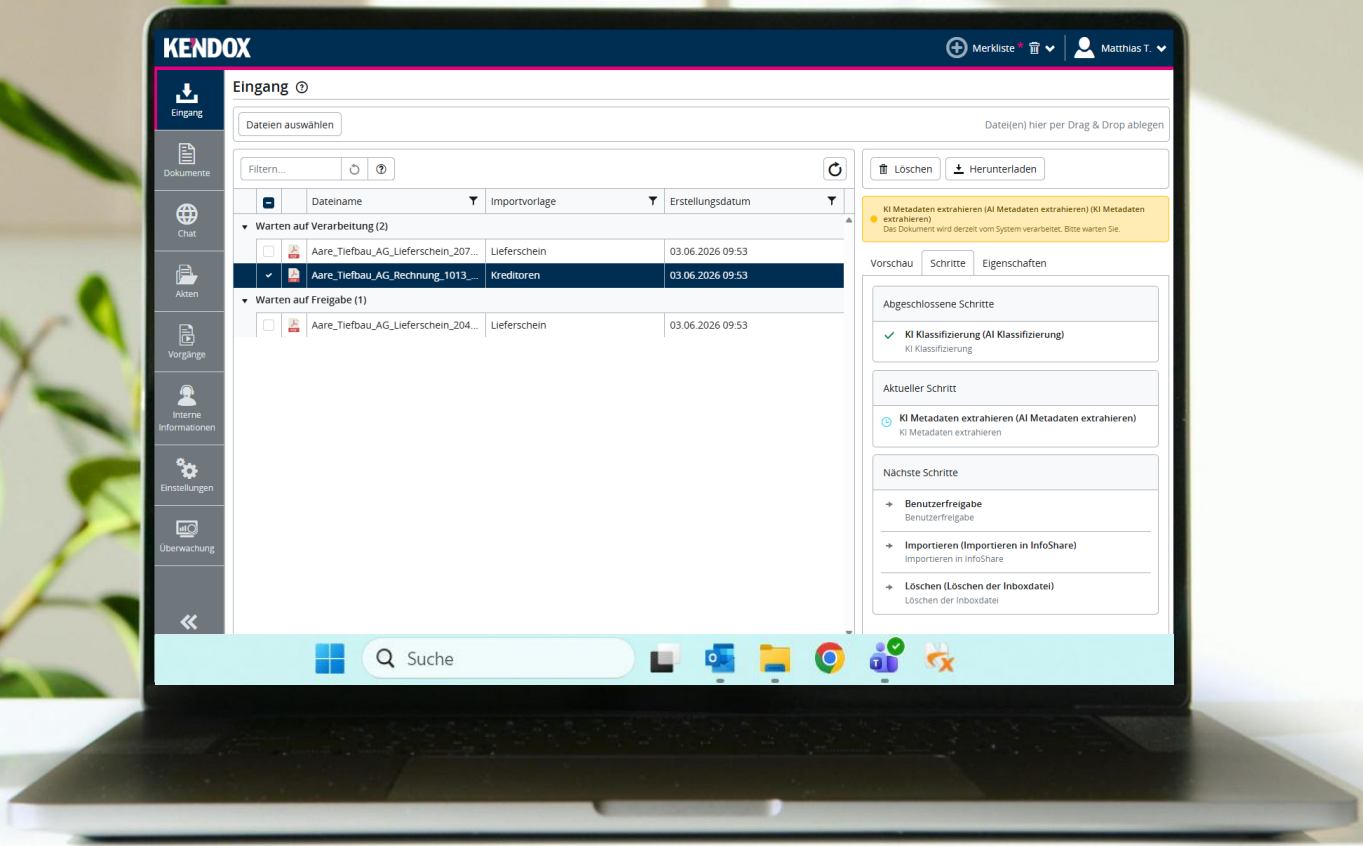 KENDOX
Merkliste *
Matthias T.
Eingang
Dokumente
Chat
Akten
Vorgänge
Interne
Informationen
Einstellungen
Überwachung
Eingang
Dateien auswählen
Datei(en) hier per Drag & Drop ablegen
Filtern...
Dateiname
Importvorlage
Erstellungsdatum
Warten auf Verarbeitung (2)
Aare_Tiefbau_AG_Lieferschein_207... Lieferschein 03.06.2026 09:53
Aare_Tiefbau_AG_Rechnung_1013_... Kreditoren 03.06.2026 09:53
Warten auf Freigabe (1)
Aare_Tiefbau_AG_Lieferschein_204... Lieferschein 03.06.2026 09:53
Löschen
Herunterladen
KI Metadaten extrahieren (AI Metadaten extrahieren) (KI Metadaten
extrahieren)
Das Dokument wird derzeit vom System verarbeitet. Bitte warten Sie.
Vorschau
Schritte
Eigenschaften
Abgeschlossene Schritte
KI Klassifizierung (AI Klassifizierung)
KI Klassifizierung
Aktueller Schritt
KI Metadaten extrahieren (AI Metadaten extrahieren)
KI Metadaten extrahieren
Nächste Schritte
Benutzerfreigabe
Benutzerfreigabe
Importieren (Importieren in InfoShare)
Importieren in InfoShare
Löschen (Löschen der Inboxdatei)
Löschen der Inboxdatei
Suche